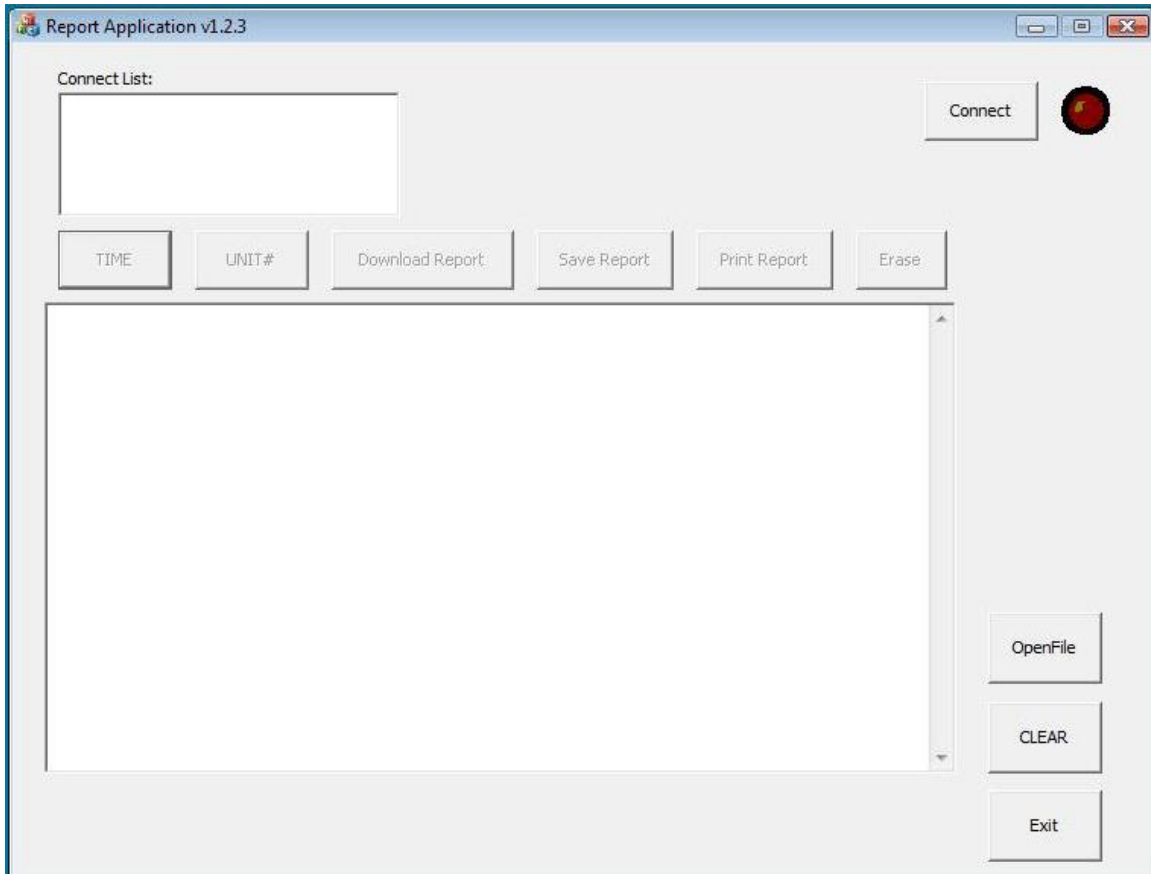 Report Application v1.2.3
Connect List:
Connect
TIME
UNIT#
Download Report
Save Report
Print Report
Erase
OpenFile
CLEAR
Exit